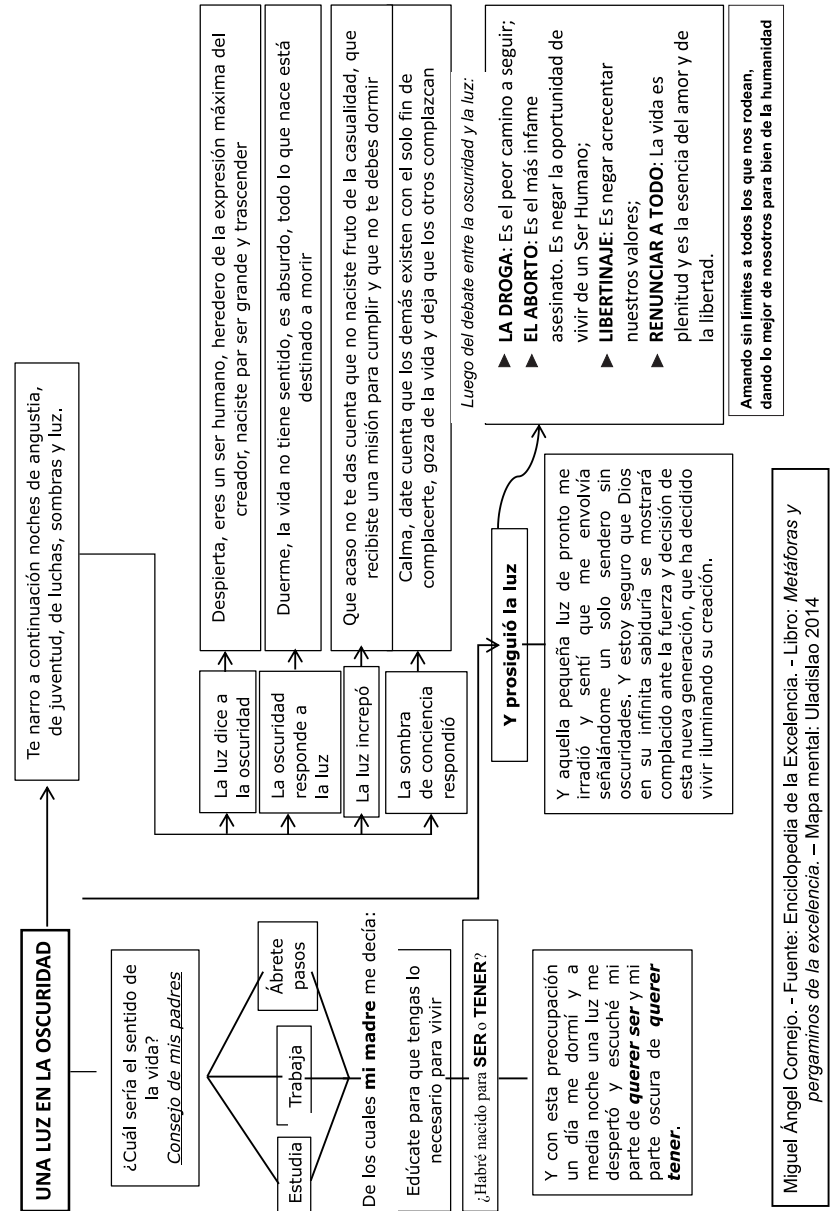 UNA LUZ EN LA OSCURIDAD
¿Cuál sería el sentido de
la vida?
Consejo de mis padres
Estudia
Trabaja
Ábrete
pasos
De los cuales mi madre me decía:
Edúcate para que tengas lo
necesario para vivir
¿Habré nacido para SER o TENER?
Y con esta preocupación
un día me dormí y a
media noche una luz me
despertó y escuché mi
parte de querer ser y mi
parte oscura de querer
tener.
Te narro a continuación noches de angustia,
de juventud, de luchas, sombras y luz.
La luz dice a
la oscuridad
Despierta, eres un ser humano, heredero de la expresión máxima del
creador, naciste par ser grande y trascender
La oscuridad
responde a
la luz
Duerme, la vida no tiene sentido, es absurdo, todo lo que nace está
destinado a morir
La luz increpó
Que acaso no te das cuenta que no naciste fruto de la casualidad, que
recibiste una misión para cumplir y que no te debes dormir
La sombra
de conciencia
respondió
Calma, date cuenta que los demás existen con el solo fin de
complacerte, goza de la vida y deja que los otros complazcan
Y prosiguió la luz
Y aquella pequeña luz de pronto me
irradió y sentí que me envolvía
señalándome un solo sendero sin
oscuridades. Y estoy seguro que Dios
en su infinita sabiduría se mostrará
complacido ante la fuerza y decisión de
esta nueva generación, que ha decidido
vivir iluminando su creación.
Luego del debate entre la oscuridad y la luz:
► LA DROGA: Es el peor camino a seguir;
► EL ABORTO: Es el más infame
asesinato. Es negar la oportunidad de
vivir de un Ser Humano;
► LIBERTINAJE: Es negar acrecentar
nuestros valores;
► RENUNCIAR A TODO: La vida es
plenitud y es la esencia del amor y de
la libertad.
Amando sin límites a todos los que nos rodean,
dando lo mejor de nosotros para bien de la humanidad
Miguel Ángel Cornejo. - Fuente: Enciclopedia de la Excelencia. - Libro: Metáforas y
pergaminos de la excelencia. – Mapa mental: Uladislao 2014